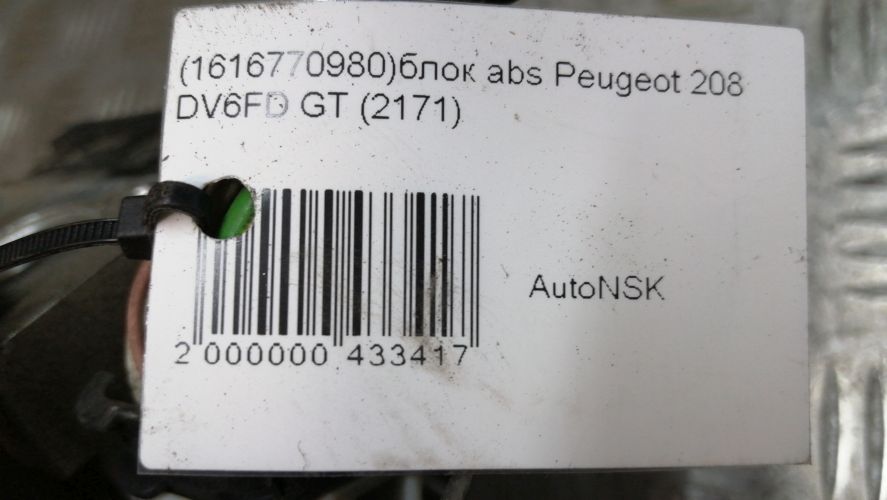 (1616770980)блок abs Peugeot 208
DV6FD GT (2171)
AutoNSK
2 000000 433417